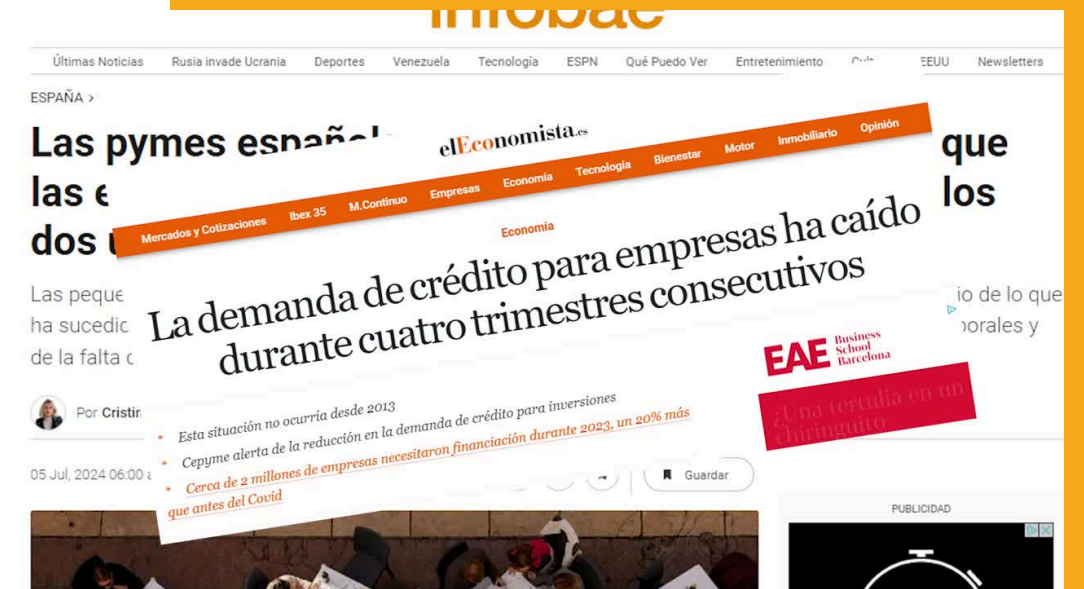 infobae
Últimas Noticias Rusia invade Ucrania Deportes Venezuela Tecnología ESPN Qué Puedo Ver Entretenimiento EEUU Newsletters
ESPAÑA >
Las pymes que
las los
dos
Las
ha io de lo que
de la falta orales y
Por
05 Jul, 2024 06:00
Guardar
PUBLICIDAD
elEconomista.es
Mercados y Cotizaciones Ibex 35 M.Continuo Empresas Economía Tecnología Bienestar Motor Inmobiliario Opinión
Economía
La demanda de crédito para empresas ha caído
durante cuatro trimestres consecutivos
• Esta situación no ocurría desde 2013
• Cepyme alerta de la reducción en la demanda de crédito para inversiones
• Cerca de 2 millones de empresas necesitaron financiación durante 2023, un 20% más
que antes del Covid
EAE Business
School
Barcelona
¿Una tertulia en un
chiringuito